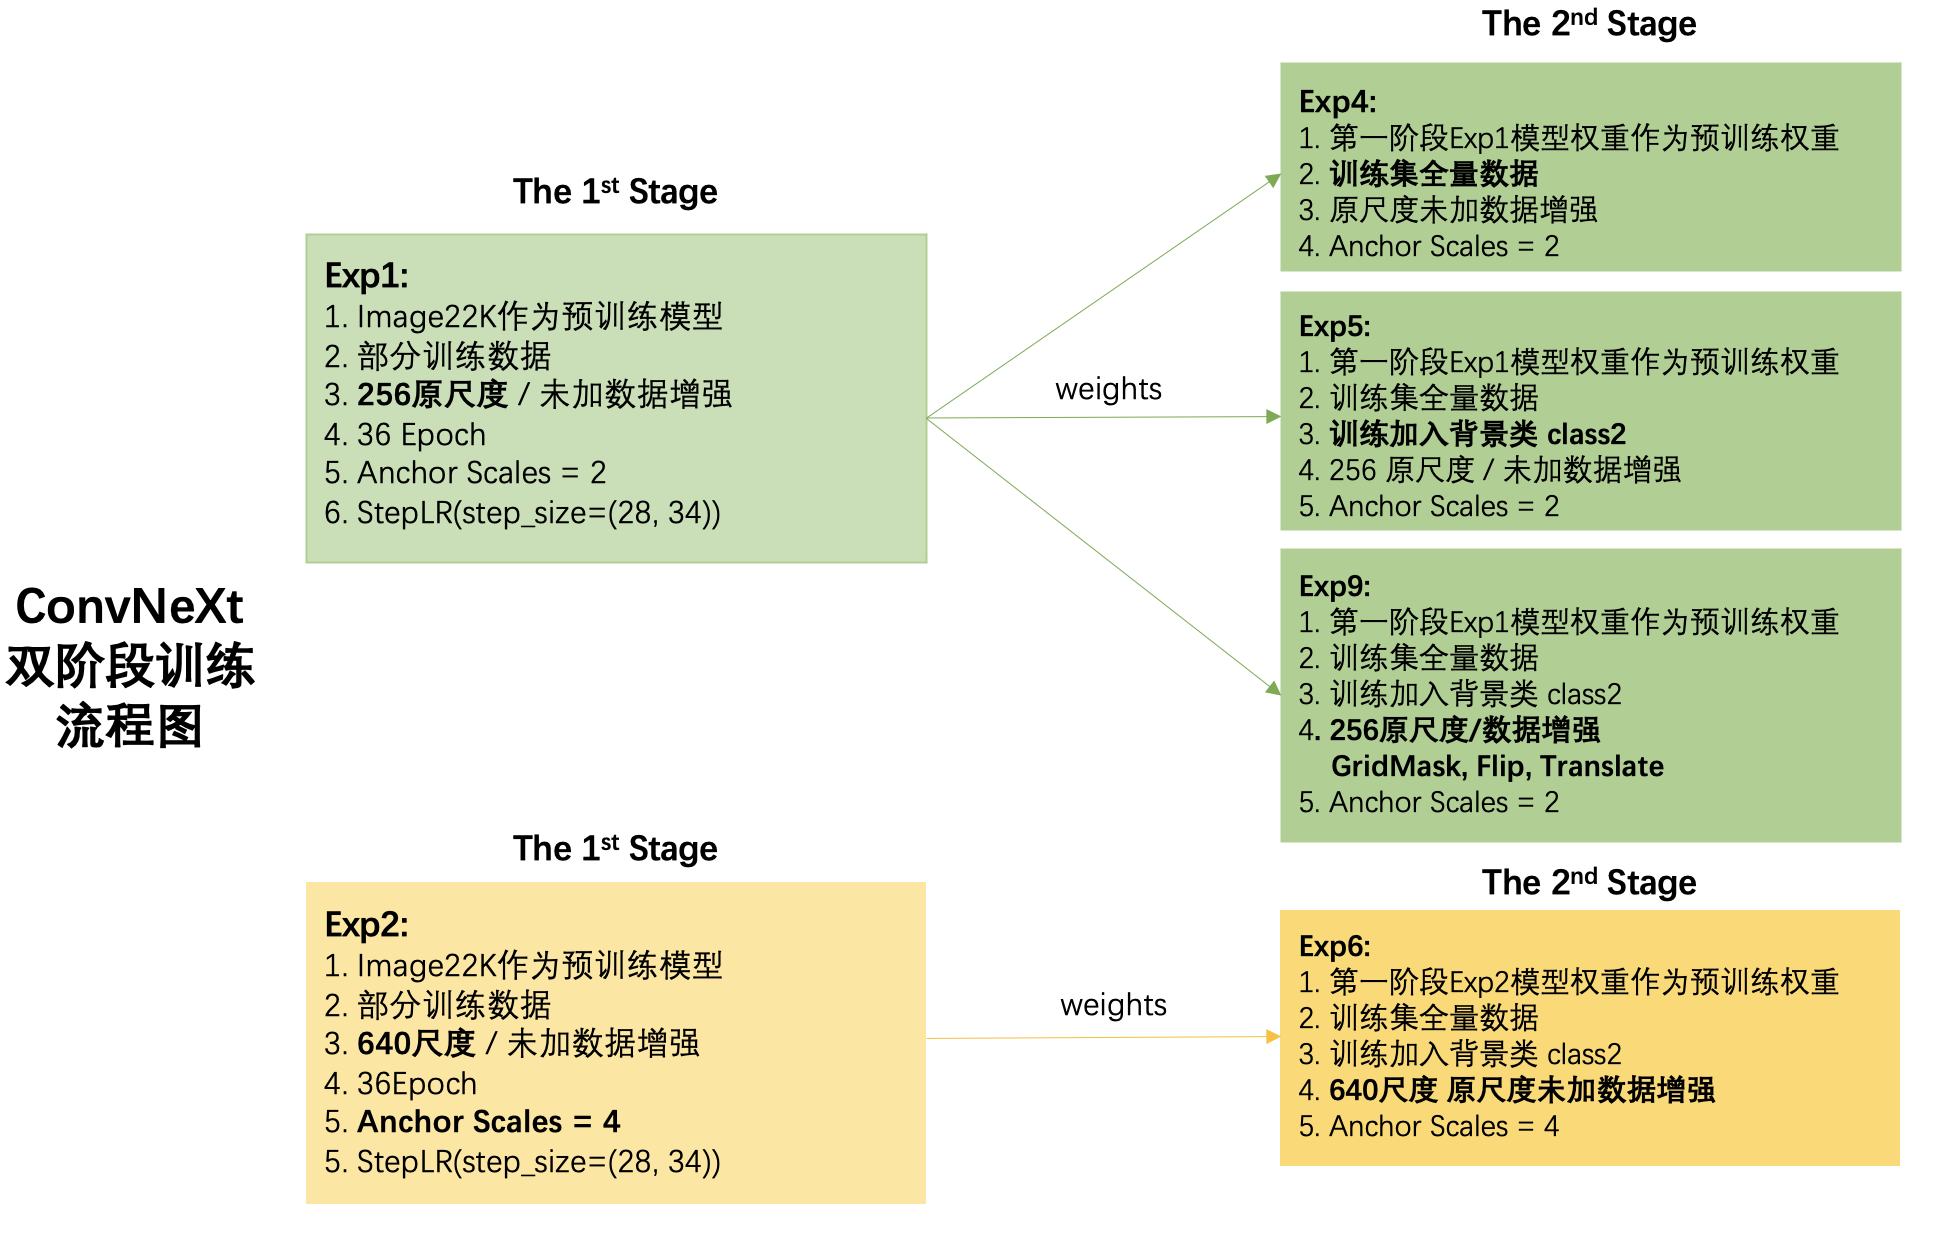 ConvNeXt
双阶段训练
流程图
The 1st Stage
Exp1:
1. Image22K作为预训练模型
2. 部分训练数据
3. 256原尺度 / 未加数据增强
4. 36 Epoch
5. Anchor Scales = 2
6. StepLR(step_size=(28, 34))
weights
The 2nd Stage
Exp4:
1. 第一阶段Exp1模型权重作为预训练权重
2. 训练集全量数据
3. 原尺度未加数据增强
4. Anchor Scales = 2
Exp5:
1. 第一阶段Exp1模型权重作为预训练权重
2. 训练集全量数据
3. 训练加入背景类 class2
4. 256 原尺度 / 未加数据增强
5. Anchor Scales = 2
Exp9:
1. 第一阶段Exp1模型权重作为预训练权重
2. 训练集全量数据
3. 训练加入背景类 class2
4. 256原尺度/数据增强
GridMask, Flip, Translate
5. Anchor Scales = 2
The 1st Stage
Exp2:
1. Image22K作为预训练模型
2. 部分训练数据
3. 640尺度 / 未加数据增强
4. 36Epoch
5. Anchor Scales = 4
5. StepLR(step_size=(28, 34))
weights
The 2nd Stage
Exp6:
1. 第一阶段Exp2模型权重作为预训练权重
2. 训练集全量数据
3. 训练加入背景类 class2
4. 640尺度 原尺度未加数据增强
5. Anchor Scales = 4